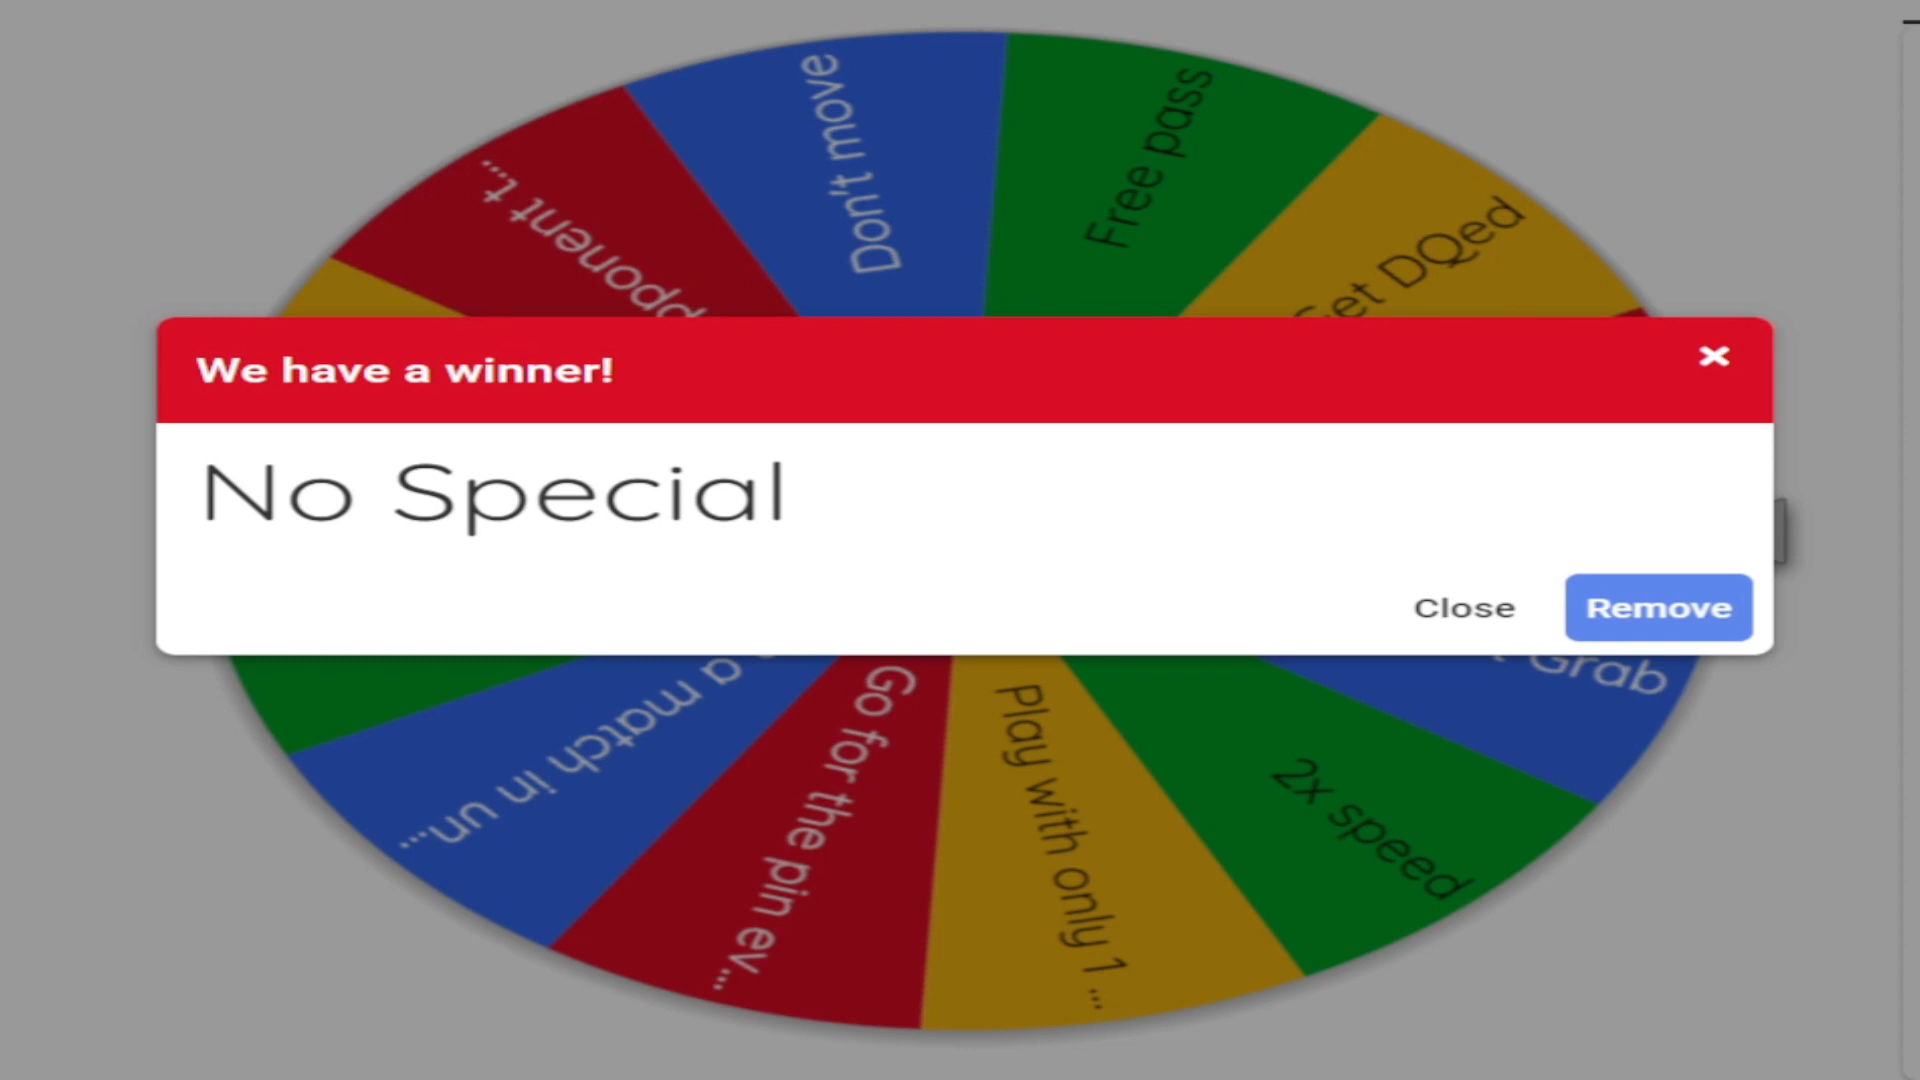 Don't move
Free pass
pponent t...
Get DQed
We have a winner!
No Special
Close
Remove
Grab
a match in un...
Go for the pin ev...
Play with only 1 ...
2x speed